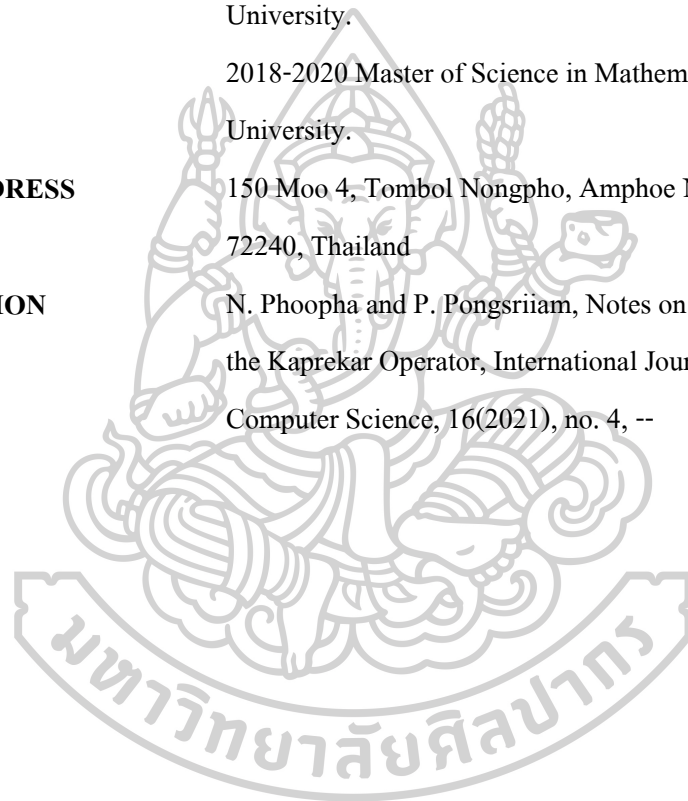 University.
2018-2020 Master of Science in Mathem
University.
DRESS 150 Moo 4, Tombol Nongpho, Amphoe
72240, Thailand
ION N. Phoopha and P. Pongsriiam, Notes on
the Kaprekar Operator, International Jour
Computer Science, 16(2021), no. 4, --
มหาวิทยาลัยศิลปากร